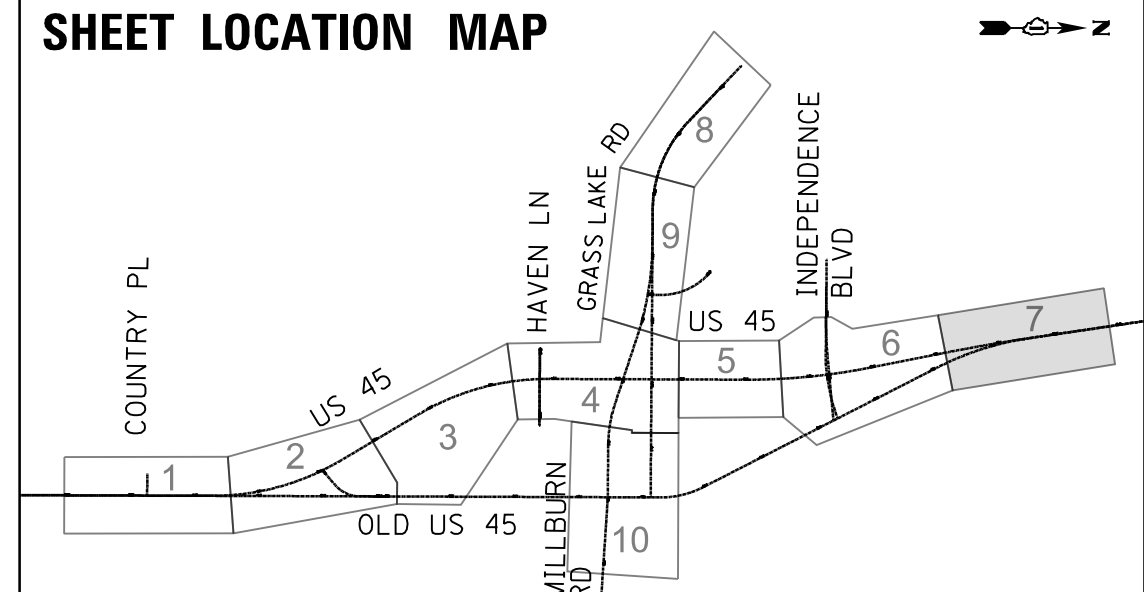 SHEET LOCATION MAP
N
8
GRASS LAKE RD
INDEPENDENCE
BLVD
HAVEN LN
9
COUNTRY PL
US 45
7
6
5
US 45
4
3
2
1
OLD US 45
MILLBURN
RD
10